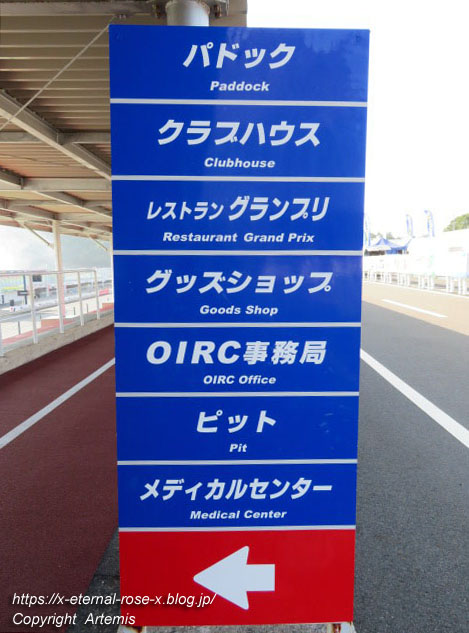 パドック
Paddock
クラブハウス
Clubhouse
レストラン グランプリ
Restaurant Grand Prix
グッズショップ
Goods Shop
OIRC事務局
OIRC Office
ピット
Pit
メディカルセンター
Medical Center
https://x-eternal-rose-x.blog.jp/
Copyright Artemis